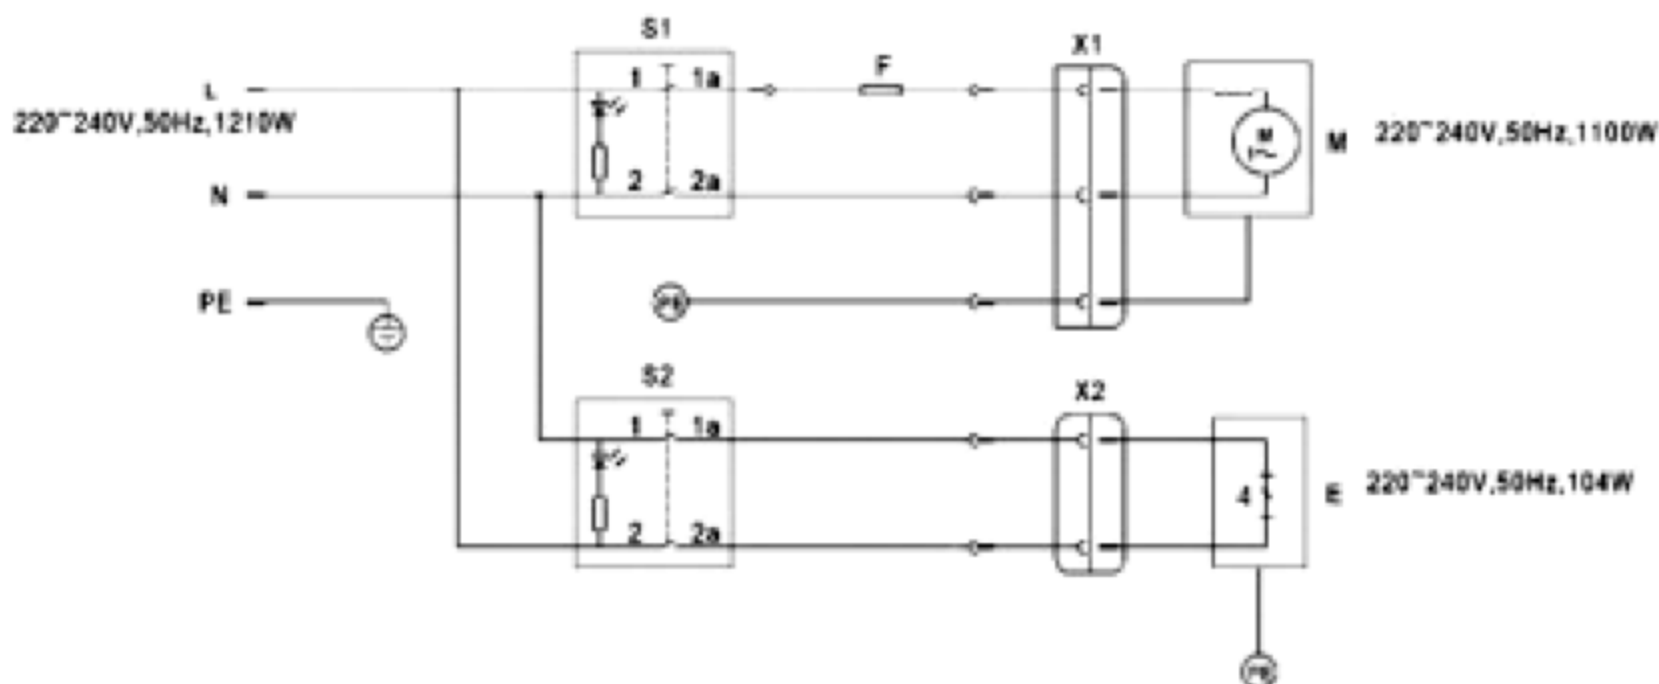 S1
X1
F
1 1a
L
220~240V,50Hz,1210W
M
M
220~240V,50Hz,1100W
2 2a
N
PE
PE
S2
X2
1 1a
4
E
220~240V,50Hz,104W
2 2a
PE